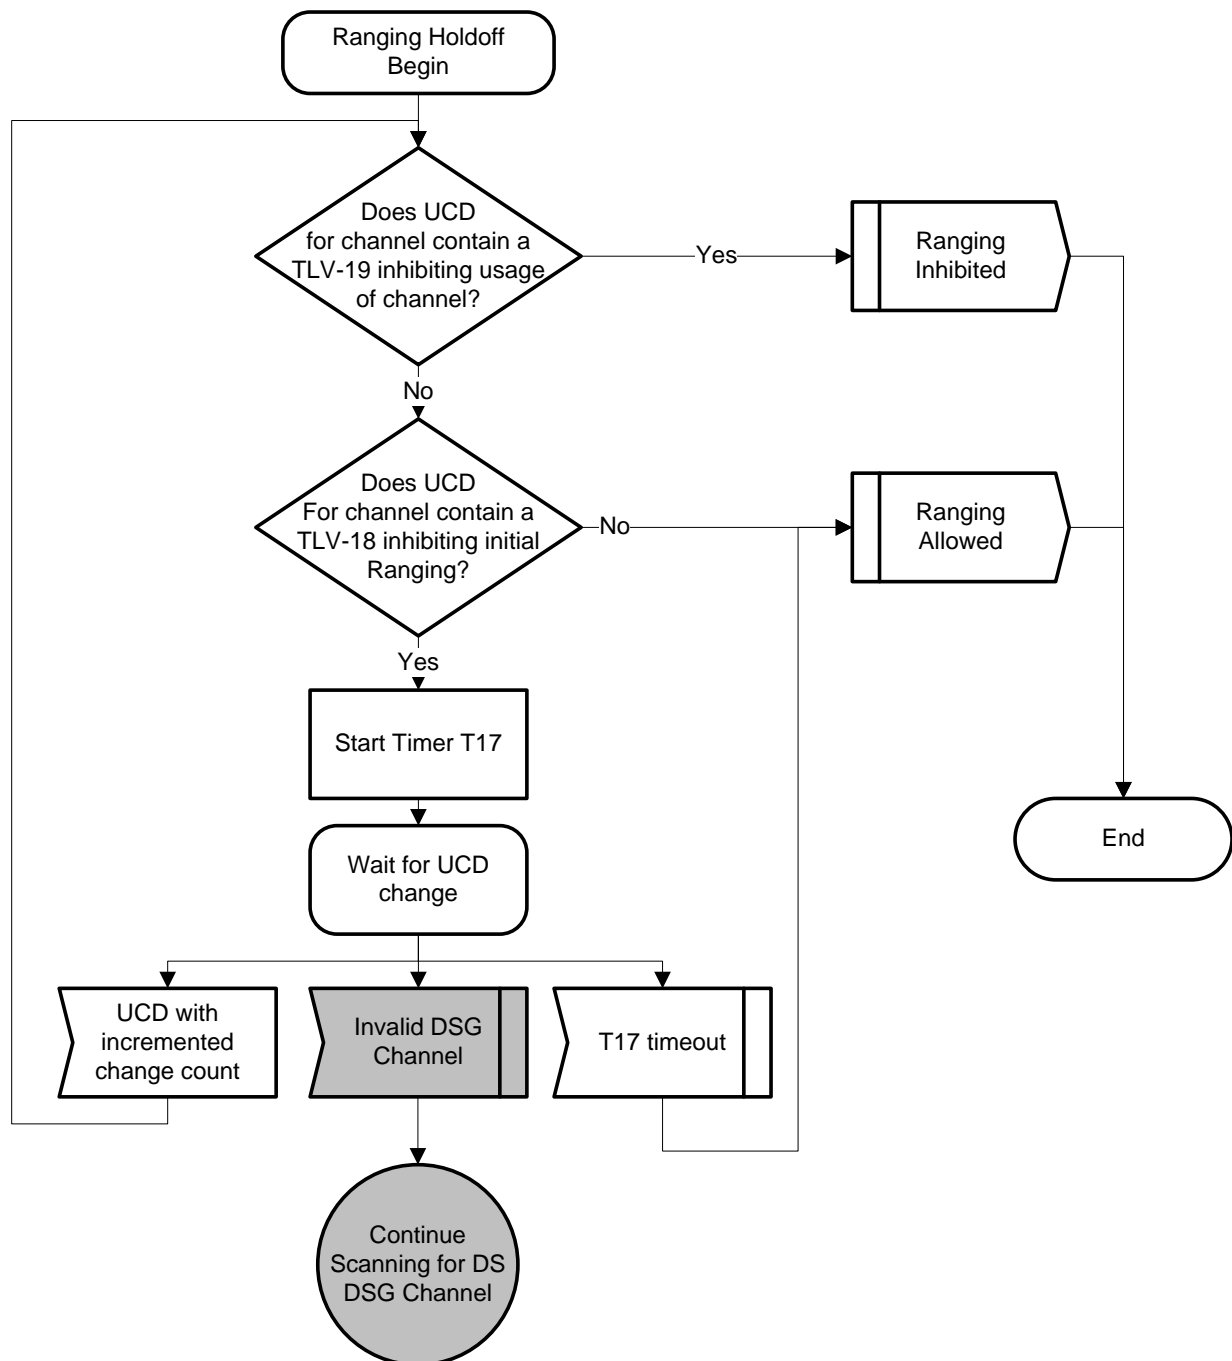 Ranging Holdoff
Begin
Does UCD
for channel contain a
TLV-19 inhibiting usage
of channel?
Yes
Ranging
Inhibited
No
Does UCD
For channel contain a
TLV-18 inhibiting initial
Ranging?
No
Ranging
Allowed
Yes
Start Timer T17
End
Wait for UCD
change
UCD with
incremented
change count
Invalid DSG
Channel
T17 timeout
Continue
Scanning for DS
DSG Channel